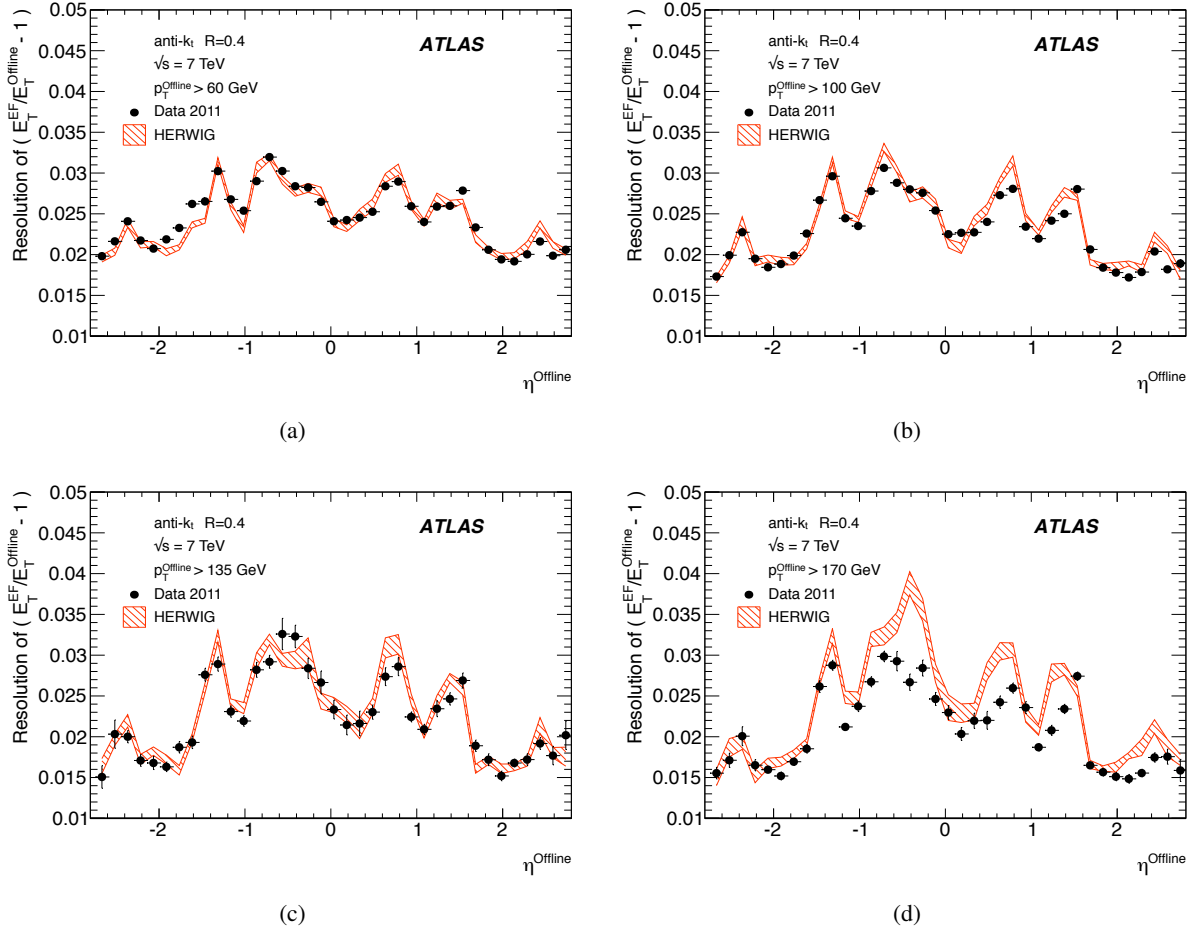 0.05
0.045
0.04
0.035
0.03
0.025
0.02
0.015
0.01
Resolution of ( E_T^EF/E_T^Offline - 1 )
anti-k_t R=0.4
√s = 7 TeV
p_T^Offline > 60 GeV
Data 2011
HERWIG
ATLAS
-2 -1 0 1 2
η^Offline
(a)
0.05
0.045
0.04
0.035
0.03
0.025
0.02
0.015
0.01
Resolution of ( E_T^EF/E_T^Offline - 1 )
anti-k_t R=0.4
√s = 7 TeV
p_T^Offline > 100 GeV
Data 2011
HERWIG
ATLAS
-2 -1 0 1 2
η^Offline
(b)
0.05
0.045
0.04
0.035
0.03
0.025
0.02
0.015
0.01
Resolution of ( E_T^EF/E_T^Offline - 1 )
anti-k_t R=0.4
√s = 7 TeV
p_T^Offline > 135 GeV
Data 2011
HERWIG
ATLAS
-2 -1 0 1 2
η^Offline
(c)
0.05
0.045
0.04
0.035
0.03
0.025
0.02
0.015
0.01
Resolution of ( E_T^EF/E_T^Offline - 1 )
anti-k_t R=0.4
√s = 7 TeV
p_T^Offline > 170 GeV
Data 2011
HERWIG
ATLAS
-2 -1 0 1 2
η^Offline
(d)